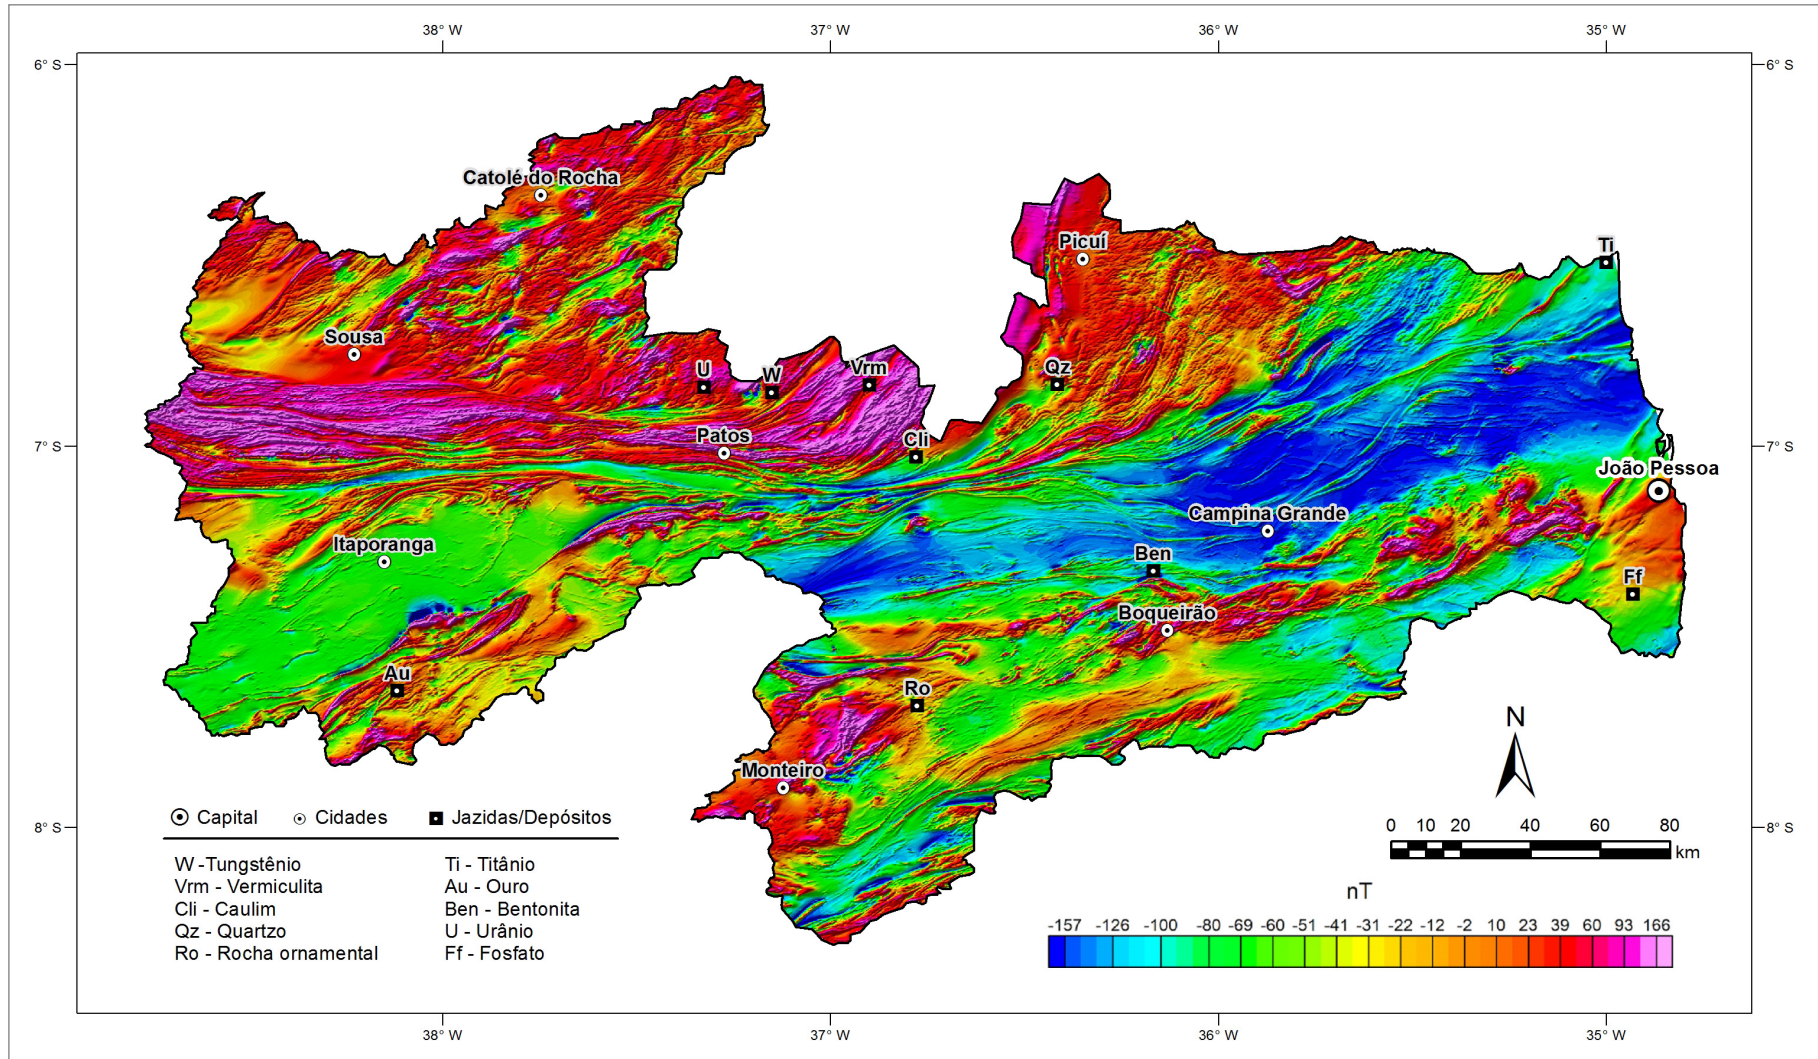 38° W 37° W 36° W 35° W
6° S 6° S
Catolé do Rocha
Picuí
Ti
Sousa
U W Vrm Qz
Patos
Cli
7° S 7° S
João Pessoa
Campina Grande
Itaporanga
Ben
Ff
Boqueirão
Au
Ro
N
Monteiro
8° S 8° S
Capital Cidades Jazidas/Depósitos
0 10 20 40 60 80
km
W -Tungstênio Ti - Titânio
Vrm - Vermiculita Au - Ouro
Cli - Caulim Ben - Bentonita
Qz - Quartzo U - Urânio
Ro - Rocha ornamental Ff - Fosfato
nT
-157 -126 -100 -80 -69 -60 -51 -41 -31 -22 -12 -2 10 23 39 60 93 166
38° W 37° W 36° W 35° W